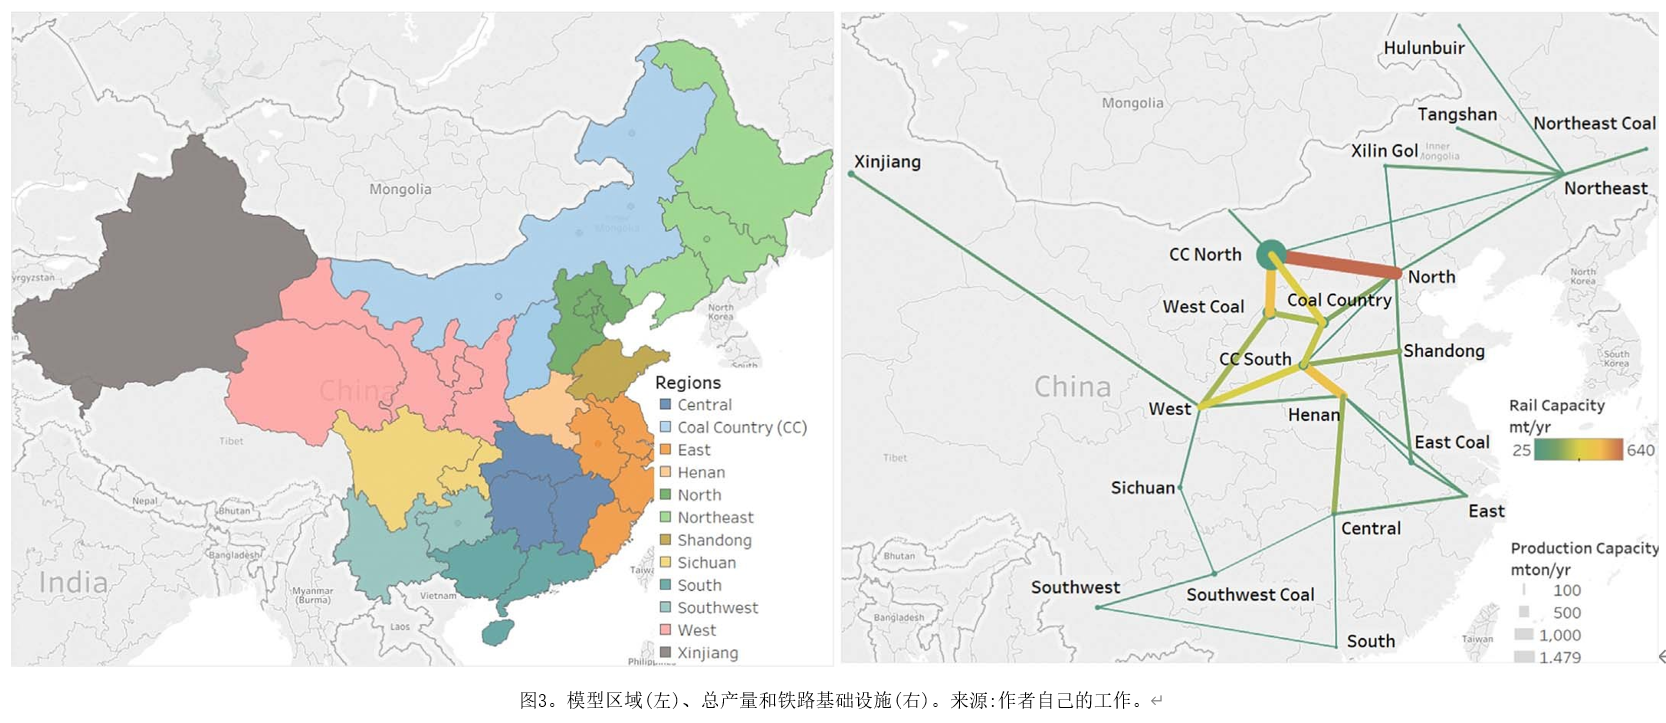 Mongolia
yrgyzstan
Mongolia
North
Korea
South
China
Tibet
Nepal
Bhutan
Bangladesh
India
Myanmar
(Burma)
Vietnam
Laos
Taiwa
Philippines
Regions
Central
Coal Country (CC)
East
Henan
North
Northeast
Shandong
Sichuan
South
Southwest
West
Xinjiang
Hulunbuir
Mongolia
Tangshan
Northeast Coal
Xilin Gol
Inner
Mongolia
Xinjiang
Northeast
CC North
North
North
Korea
West Coal
Coal Country
CC South
Shandong
South
Korea
China
West
Henan
Rail Capacity
mt/yr
25
640
East Coal
Tibet
Sichuan
East
Central
Production Capacity
mton/yr
100
500
1,000
1,479
Bhutan
Southwest
Southwest Coal
Bangladesh
Taiwan
South
图3。模型区域(左)、总产量和铁路基础设施(右)。来源:作者自己的工作。